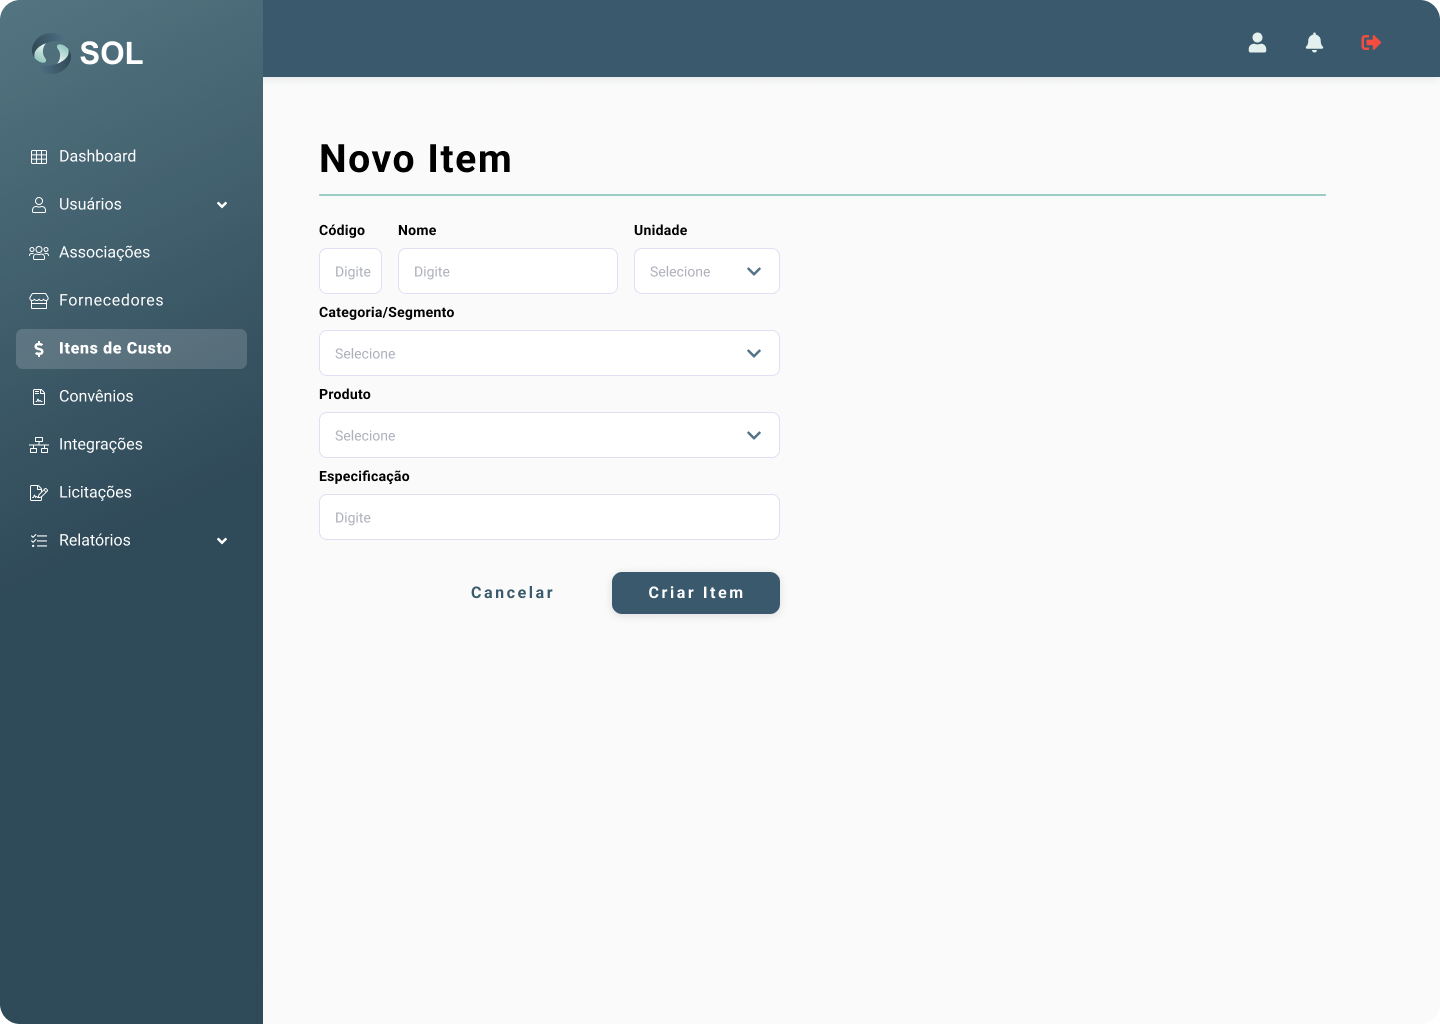 SOL
Dashboard
Usuários
Associações
Fornecedores
Itens de Custo
Convênios
Integrações
Licitações
Relatórios
Novo Item
Código Nome Unidade
Digite Digite Selecione
Categoria/Segmento
Selecione
Produto
Selecione
Especificação
Digite
Cancelar Criar Item